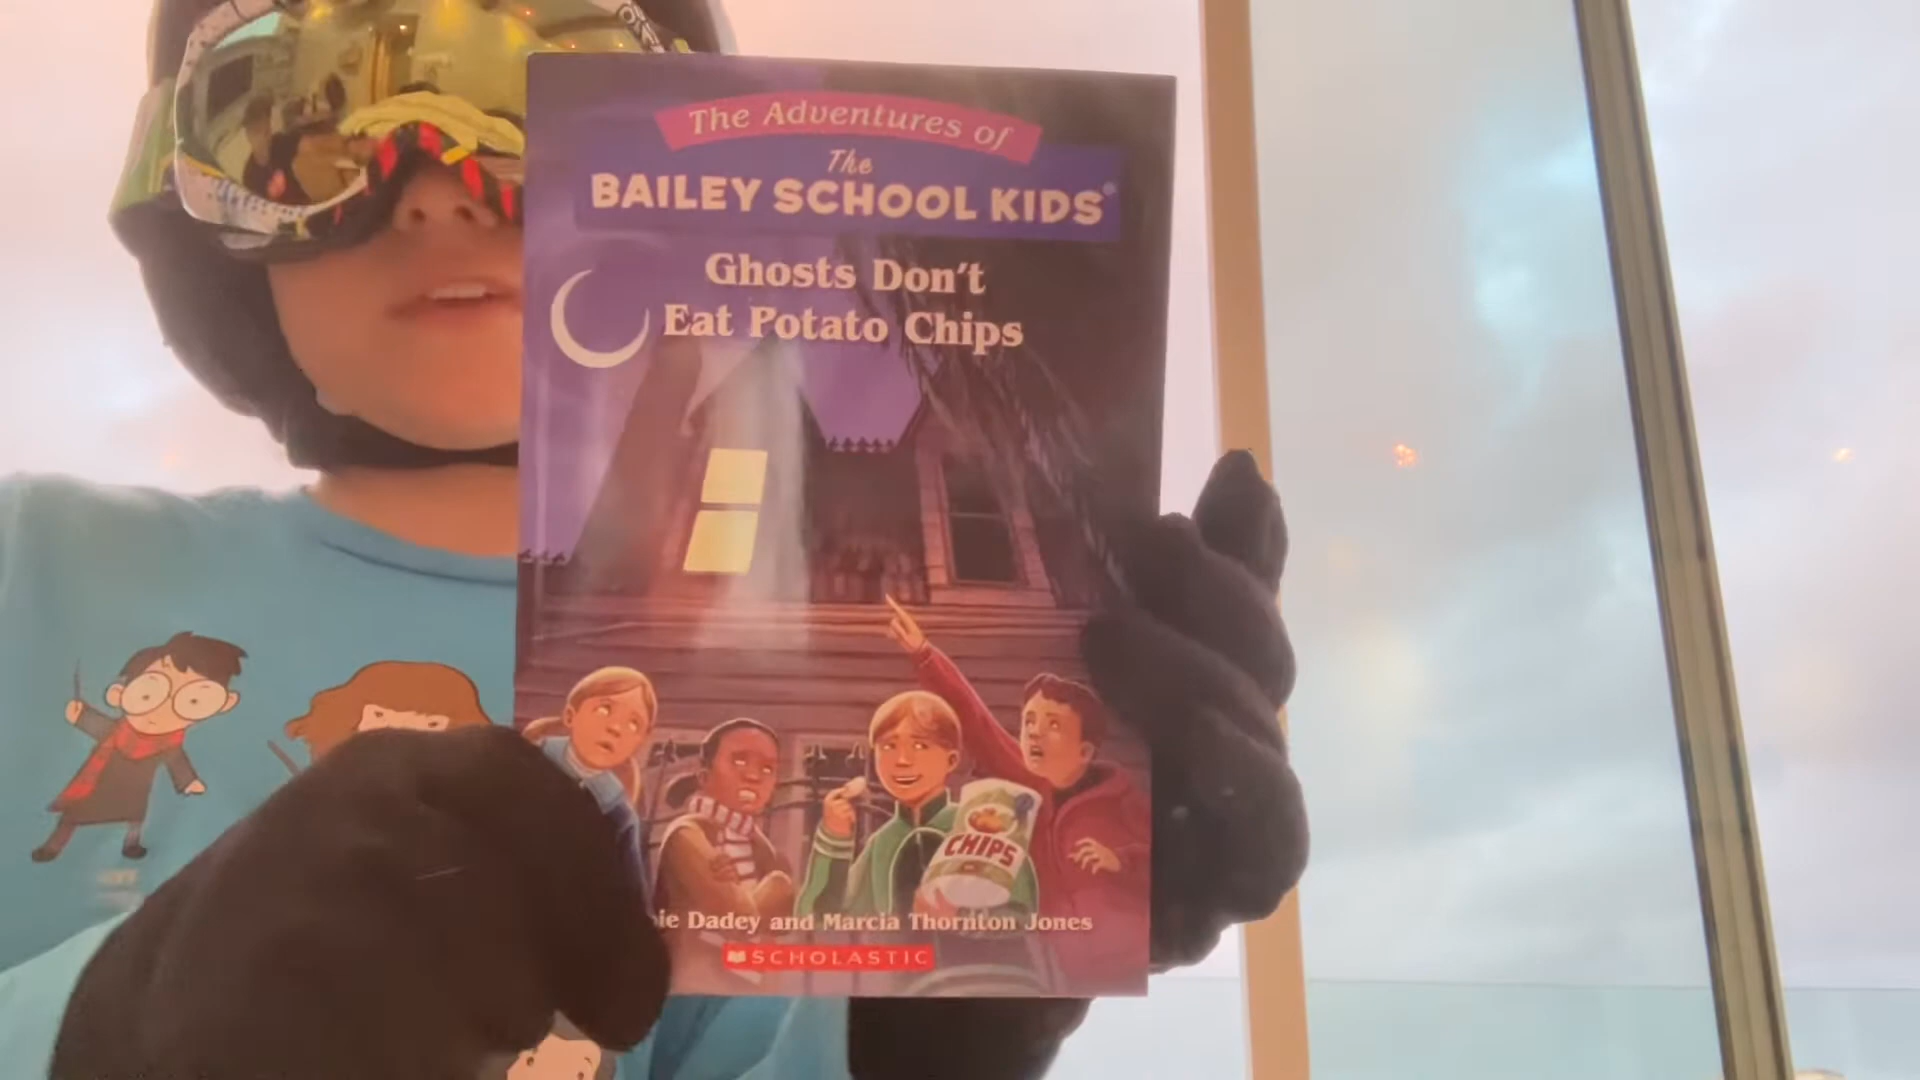 The Adventures of
The
BAILEY SCHOOL KIDS®
Ghosts Don't
Eat Potato Chips
CHIPS
Dadey and Marcia Thornton Jones
SCHOLASTIC